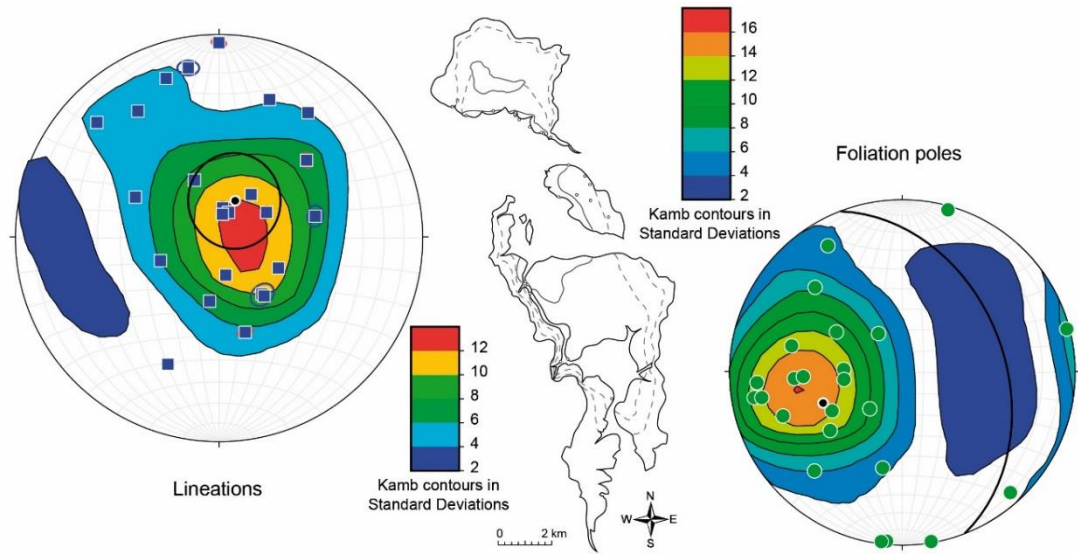 16
14
12
10
8
6
4
2
Kamb contours in
Standard Deviations
Foliation poles
12
10
8
6
4
2
Kamb contours in
Standard Deviations
Lineations
N
W E
S
0 2 km